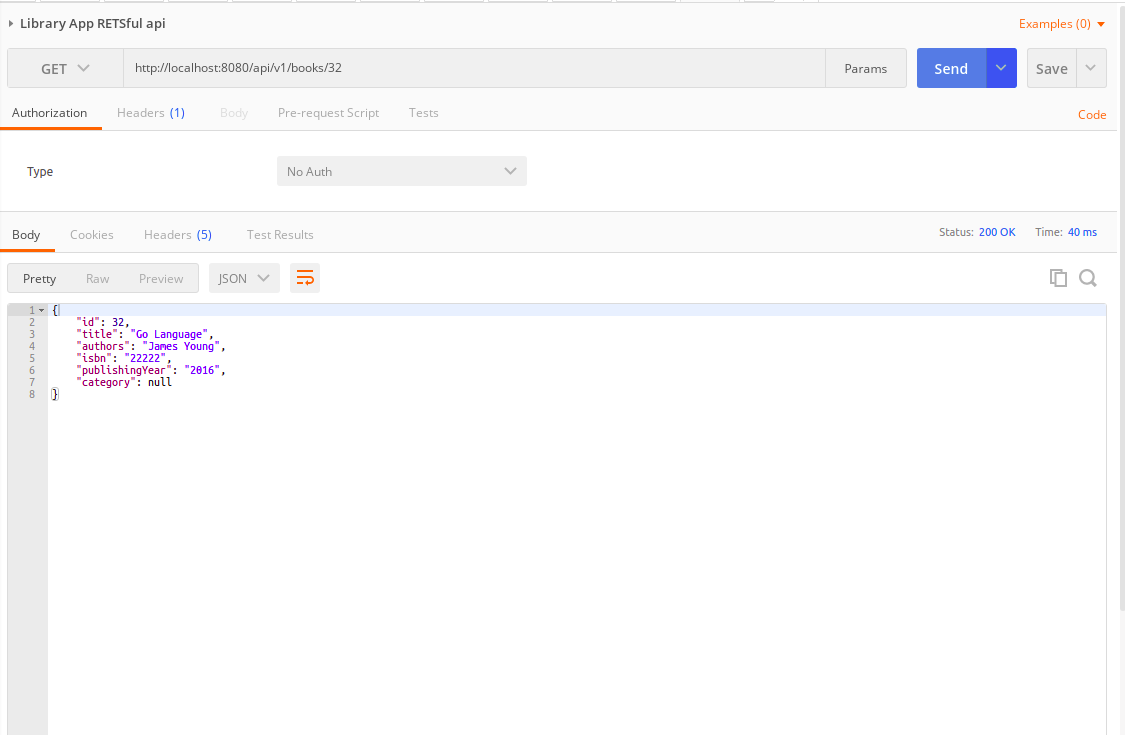 Library App RETSful api
Examples (0)
GET
http://localhost:8080/api/v1/books/32
Params
Send
Save
Authorization
Headers (1)
Body
Pre-request Script
Tests
Code
Type
No Auth
Body
Cookies
Headers (5)
Test Results
Status: 200 OK
Time: 40 ms
Pretty
Raw
Preview
JSON
1 {
2 "id": 32,
3 "title": "Go Language",
4 "authors": "James Young",
5 "isbn": "22222",
6 "publishingYear": "2016",
7 "category": null
8 }